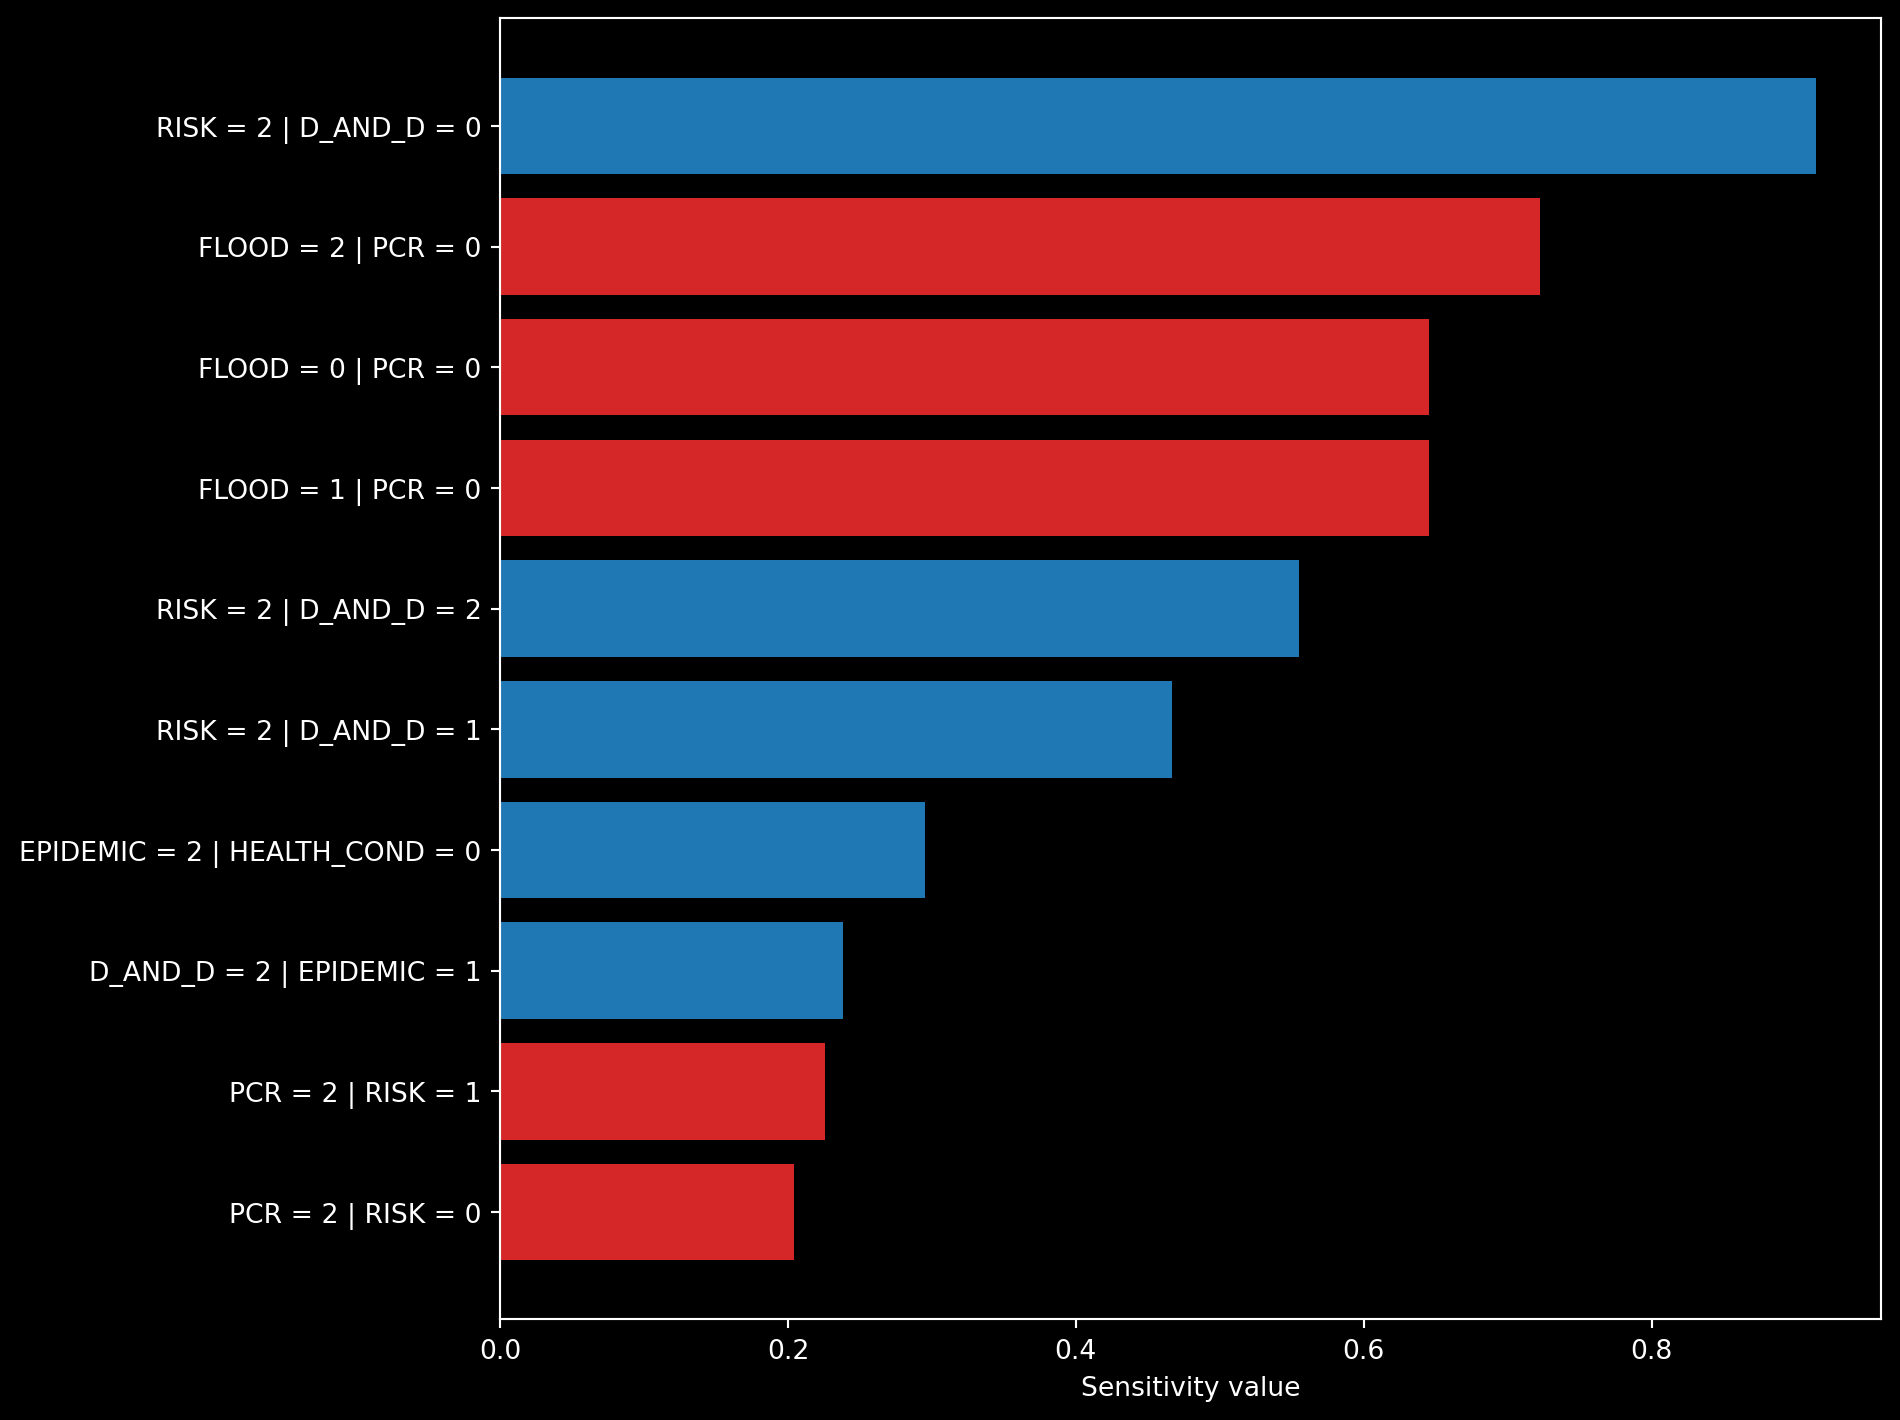 RISK = 2 | D_AND_D = 0
FLOOD = 2 | PCR = 0
FLOOD = 0 | PCR = 0
FLOOD = 1 | PCR = 0
RISK = 2 | D_AND_D = 2
RISK = 2 | D_AND_D = 1
EPIDEMIC = 2 | HEALTH_COND = 0
D_AND_D = 2 | EPIDEMIC = 1
PCR = 2 | RISK = 1
PCR = 2 | RISK = 0
0.0 0.2 0.4 0.6 0.8
Sensitivity value